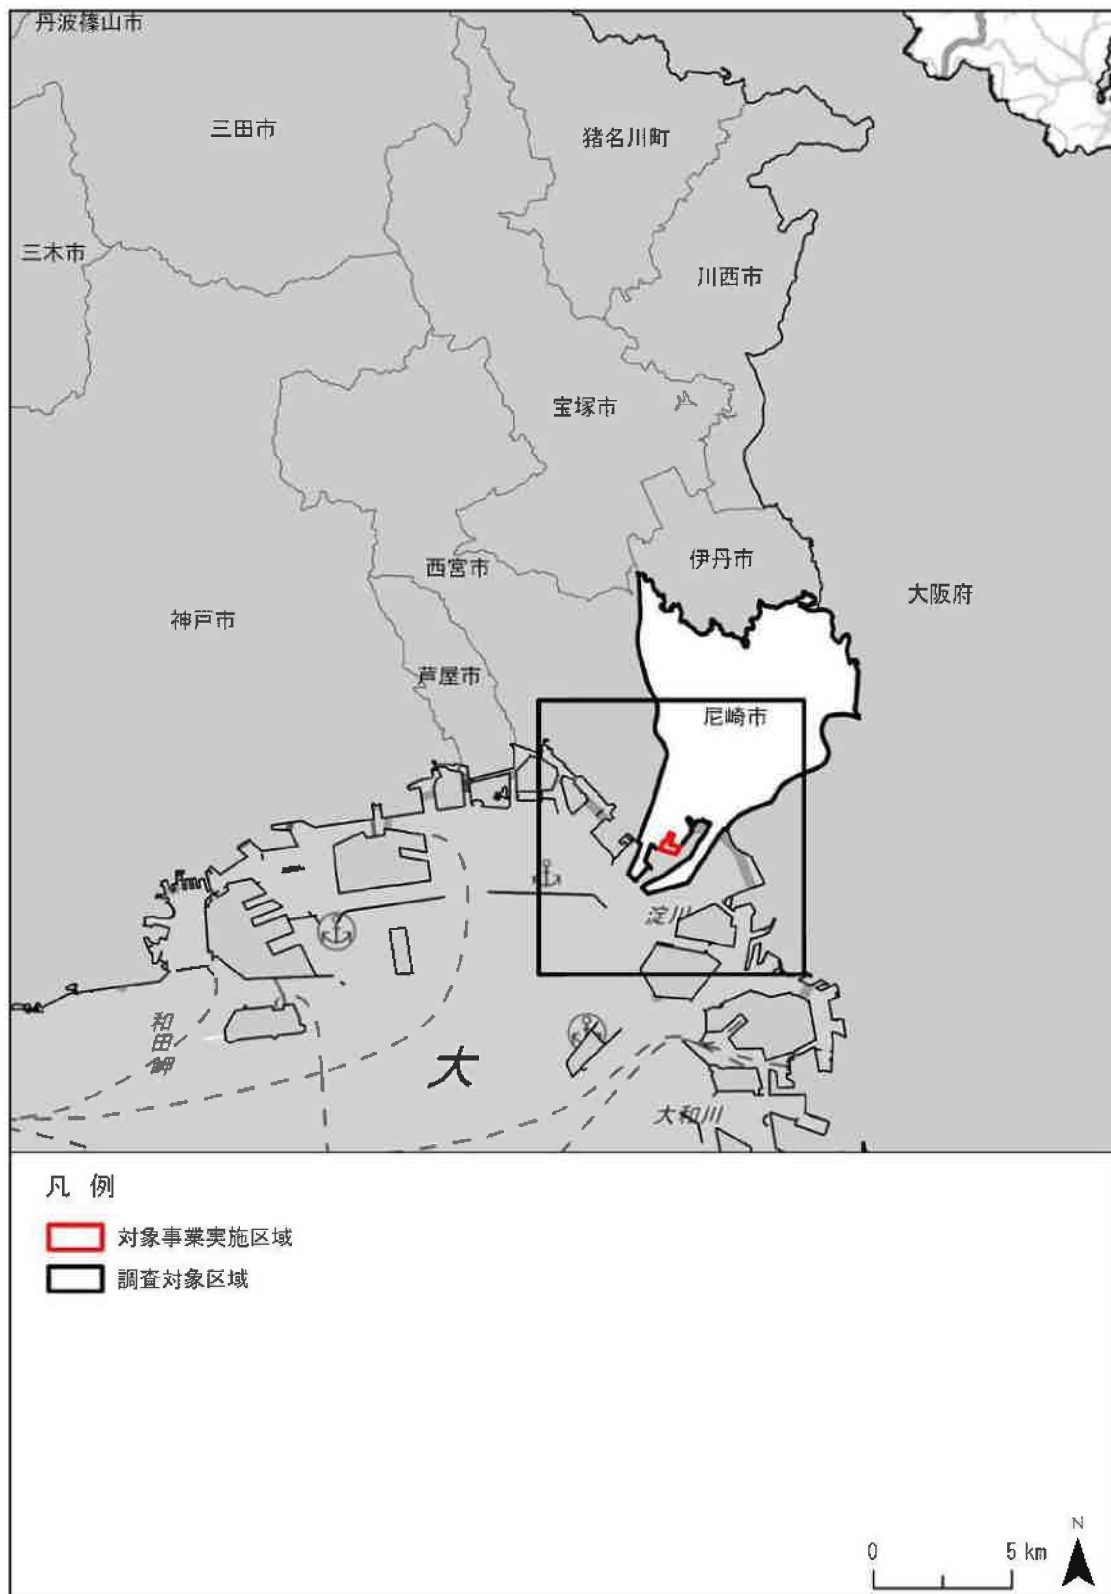 丹波篠山市
三田市
猪名川町
三木市
川西市
宝塚市
伊丹市
西宮市
大阪府
神戸市
芦屋市
尼崎市
淀川
和田岬
大
大和川
凡 例
対象事業実施区域
調査対象区域
N
0 5 km